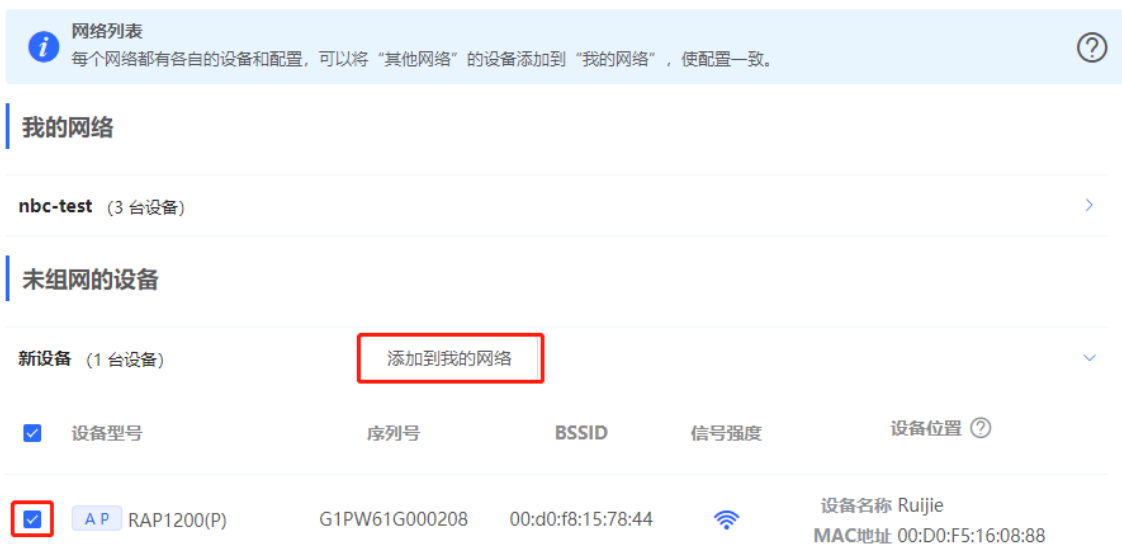 网络列表
每个网络都有各自的设备和配置，可以将“其他网络”的设备添加到“我的网络”，使配置一致。
我的网络
nbc-test （3 台设备）
未组网的设备
新设备 （1 台设备） 添加到我的网络
设备型号 序列号 BSSID 信号强度 设备位置
AP RAP1200(P) G1PW61G000208 00:d0:f8:15:78:44 设备名称 Ruijie
MAC地址 00:D0:F5:16:08:88